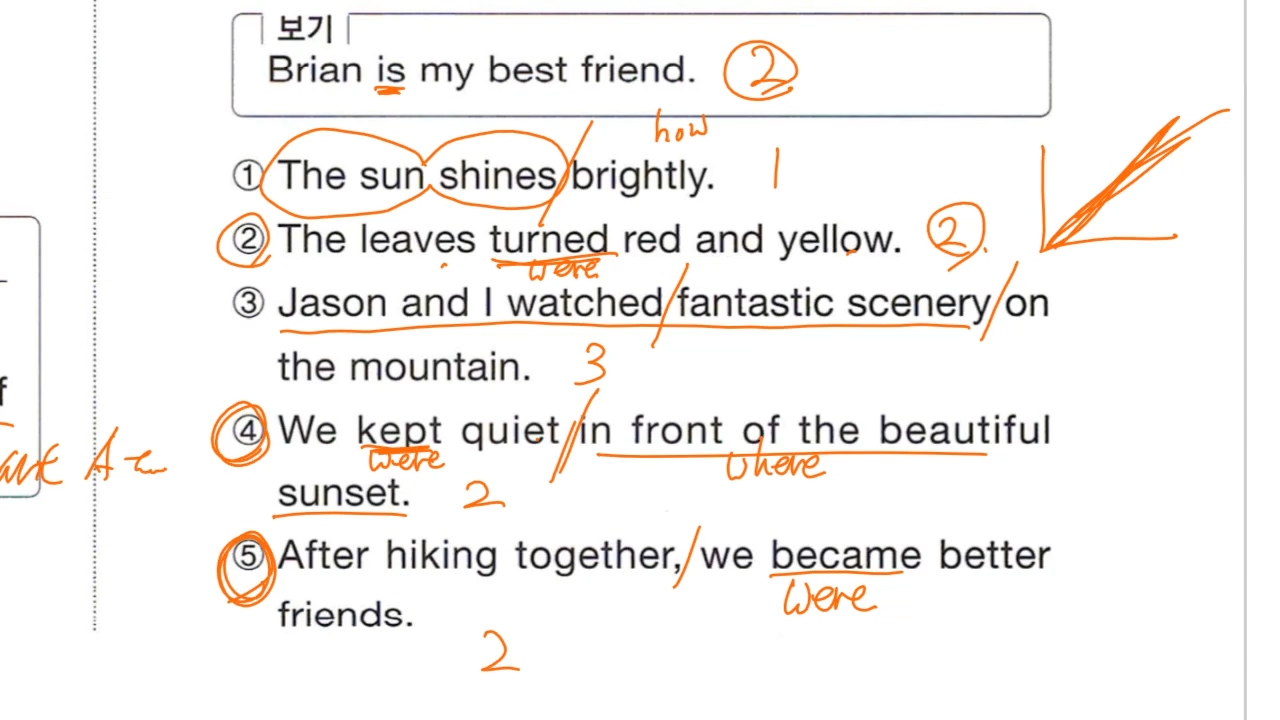 보기
Brian is my best friend. 2
how
① The sun shines brightly. 1
② The leaves turned red and yellow. 2
were
③ Jason and I watched fantastic scenery on
the mountain. 3
④ We kept quiet in front of the beautiful
were where
sunset. 2
⑤ After hiking together, we became better
were
friends.
2
f